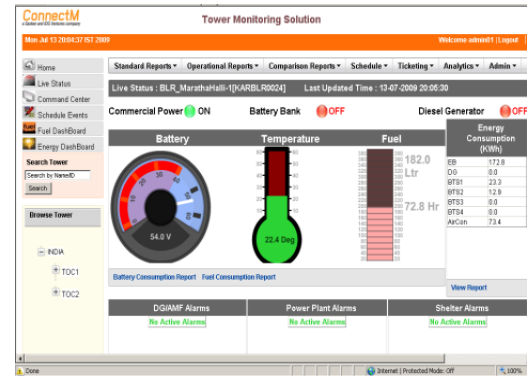 ConnectM
Tower Monitoring Solution
Mon Jul 13 20:04:37 IST 2009
Welcome admin01 | Logout
Home
Live Status
Command Center
Schedule Events
Fuel DashBoard
Energy DashBoard
Search Tower
Search by Name/ID
Search
Browse Tower
INDIA
TOC1
TOC2
Standard Reports
Operational Reports
Comparison Reports
Schedule
Ticketing
Analytics
Admin
Live Status : BLR_MarathaHalli-1[KARBLR0024]
Last Updated Time : 13-07-2009 20:05:30
Commercial Power
ON
Battery Bank
OFF
Diesel Generator
OFF
Battery
54.0 V
Temperature
22.4 Deg
Fuel
182.0
Ltr
72.8 Hr
Energy
Consumption
(KWh)
EB 172.8
DG 0.0
BTS1 23.3
BTS2 12.9
BTS3 0.0
BTS4 0.0
AirCon 73.4
View Report
Battery Consumption Report
Fuel Consumption Report
DG/AMF Alarms
No Active Alarms
Power Plant Alarms
No Active Alarms
Shelter Alarms
No Active Alarms
Done
Internet | Protected Mode: Off
100%